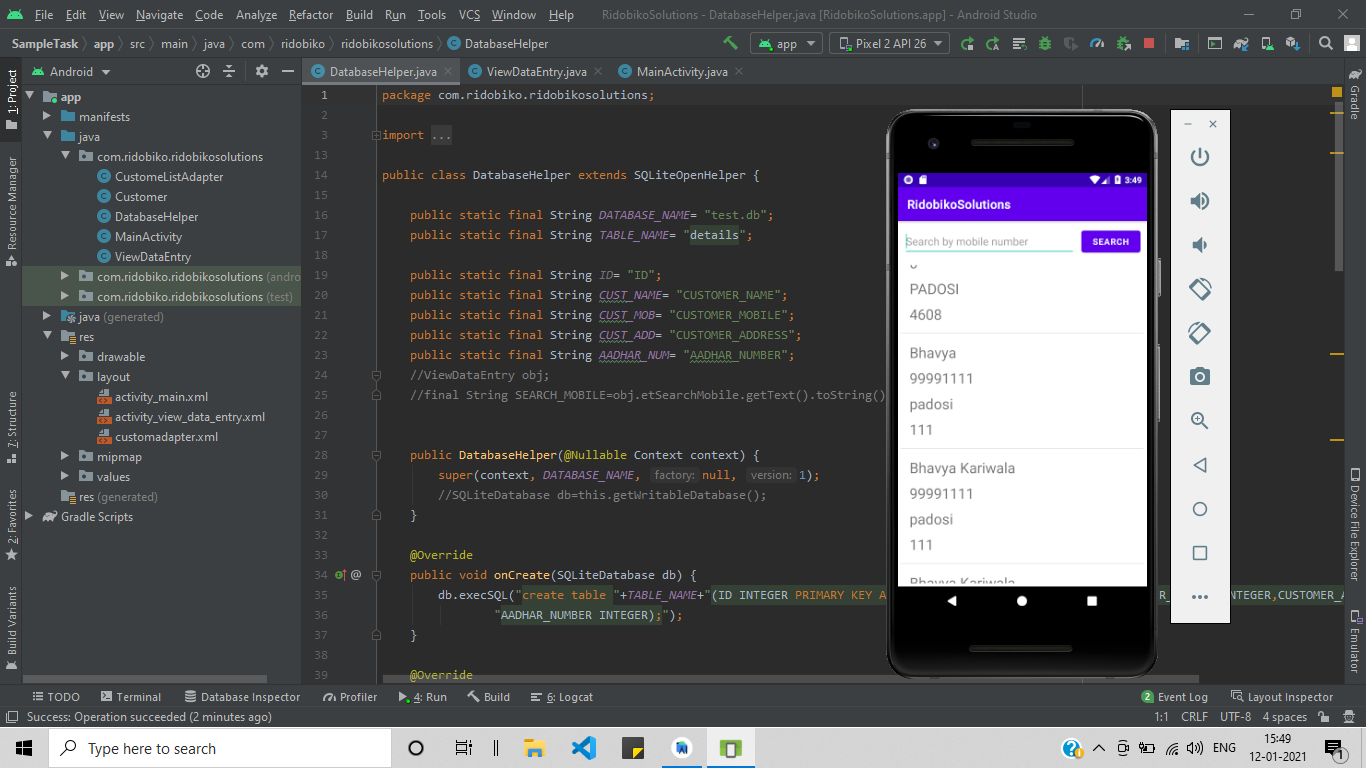 File Edit View Navigate Code Analyze Refactor Build Run Tools VCS Window Help RidobikoSolutions - DatabaseHelper.java [RidobikoSolutions.app] - Android Studio
SampleTask app src main java com ridobiko ridobikosolutions DatabaseHelper app Pixel 2 API 26
Android DatabaseHelper.java ViewDataEntry.java MainActivity.java
1: Project
Resource Manager
7: Structure
2: Favorites
Build Variants
app
manifests
java
com.ridobiko.ridobikosolutions
CustomeListAdapter
Customer
DatabaseHelper
MainActivity
ViewDataEntry
com.ridobiko.ridobikosolutions (andro
com.ridobiko.ridobikosolutions (test)
java (generated)
res
drawable
layout
activity_main.xml
activity_view_data_entry.xml
customadapter.xml
mipmap
values
res (generated)
Gradle Scripts
1 package com.ridobiko.ridobikosolutions;
2
3 import ...
13
14 public class DatabaseHelper extends SQLiteOpenHelper {
15
16 public static final String DATABASE_NAME= "test.db";
17 public static final String TABLE_NAME= "details";
18
19 public static final String ID= "ID";
20 public static final String CUST_NAME= "CUSTOMER_NAME";
21 public static final String CUST_MOB= "CUSTOMER_MOBILE";
22 public static final String CUST_ADD= "CUSTOMER_ADDRESS";
23 public static final String AADHAR_NUM= "AADHAR_NUMBER";
24 //ViewDataEntry obj;
25 //final String SEARCH_MOBILE=obj.etSearchMobile.getText().toString()
26
27
28 public DatabaseHelper(@Nullable Context context) {
29 super(context, DATABASE_NAME, factory: null, version: 1);
30 //SQLiteDatabase db=this.getWritableDatabase();
31 }
32
33 @Override
34 @ public void onCreate(SQLiteDatabase db) {
35 db.execSQL("create table "+TABLE_NAME+"(ID INTEGER PRIMARY KEY A R_ NTEGER,CUSTOMER_A
36 "AADHAR_NUMBER INTEGER);");
37 }
38
39 @Override
3:49
RidobikoSolutions
Search by mobile number SEARCH
PADOSI
4608
Bhavya
99991111
padosi
111
Bhavya Kariwala
99991111
padosi
111
Bhavya Kariwala
Gradle
Device File Explorer
Emulator
TODO Terminal Database Inspector Profiler 4: Run Build 6: Logcat 2 Event Log Layout Inspector
Success: Operation succeeded (2 minutes ago) 1:1 CRLF UTF-8 4 spaces
Type here to search ENG 15:49
12-01-2021 1